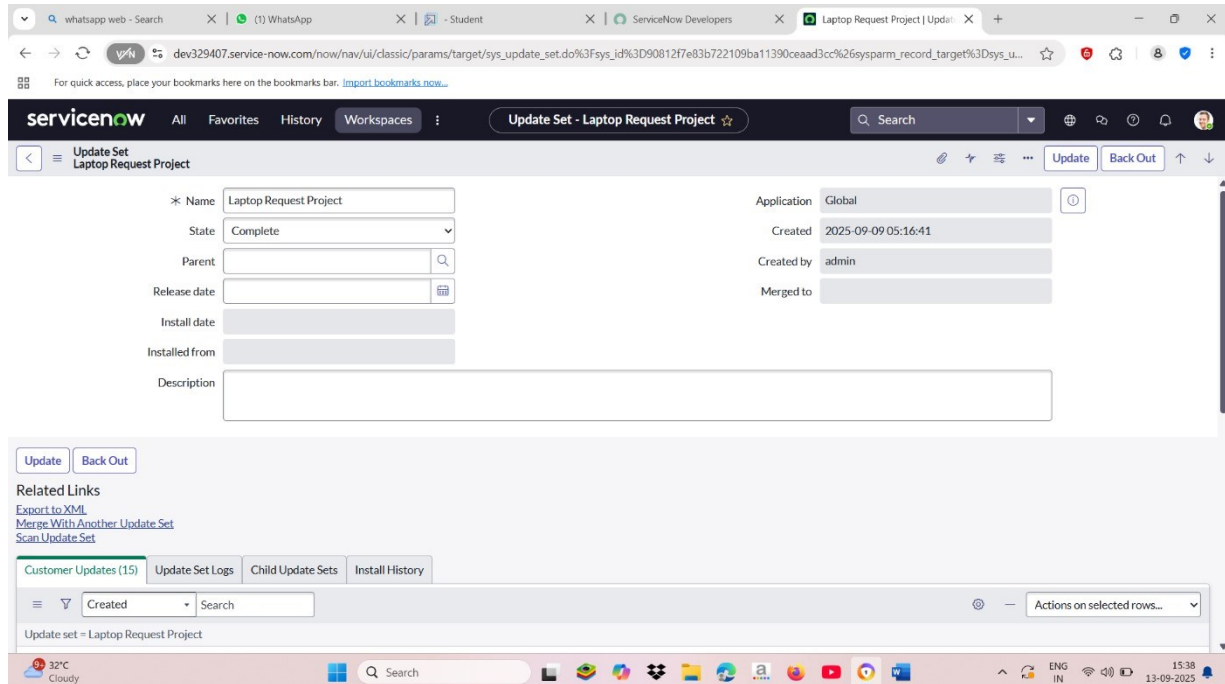 whatsapp web - Search
(1) WhatsApp
- Student
ServiceNow Developers
Laptop Request Project | Updat
VPN
dev329407.service-now.com/now/nav/ui/classic/params/target/sys_update_set.do%3Fsys_id%3D90812f7e83b722109ba11390ceaad3cc%26sysparm_record_target%3Dsys_u...
For quick access, place your bookmarks here on the bookmarks bar. Import bookmarks now...
servicenow All Favorites History Workspaces Update Set - Laptop Request Project Search
Update Set
Laptop Request Project
Update Back Out
Name Laptop Request Project Application Global
State Complete Created 2025-09-09 05:16:41
Parent Created by admin
Release date Merged to
Install date
Installed from
Description
Update Back Out
Related Links
Export to XML
Merge With Another Update Set
Scan Update Set
Customer Updates (15) Update Set Logs Child Update Sets Install History
Created Search Actions on selected rows...
Update set = Laptop Request Project
9+ 32°C
Cloudy
Search
ENG
IN
15:38
13-09-2025